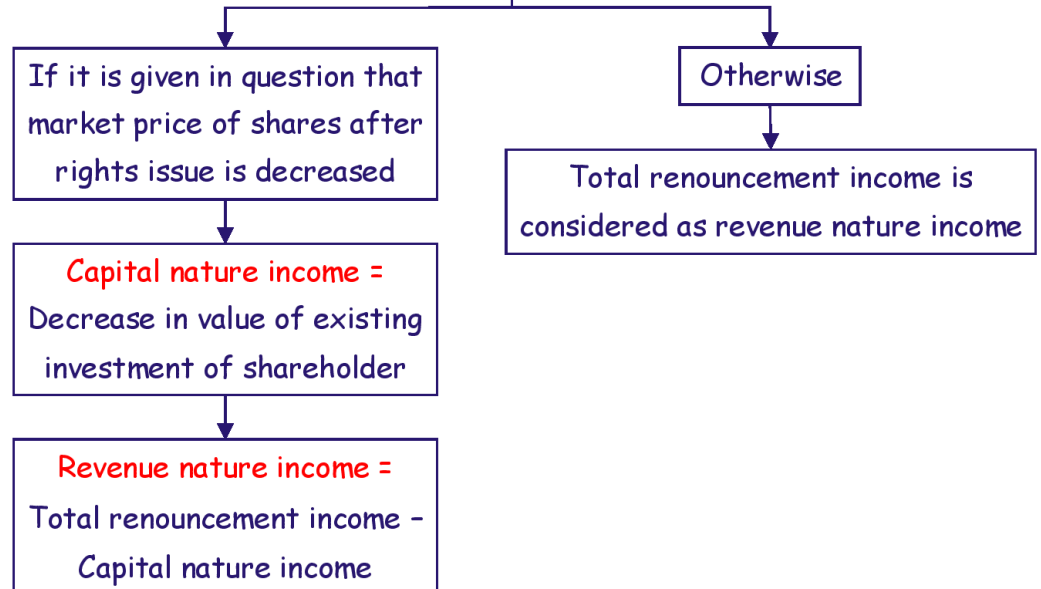 If it is given in question that
market price of shares after
rights issue is decreased
Capital nature income =
Decrease in value of existing
investment of shareholder
Revenue nature income =
Total renouncement income –
Capital nature income
Otherwise
Total renouncement income is
considered as revenue nature income